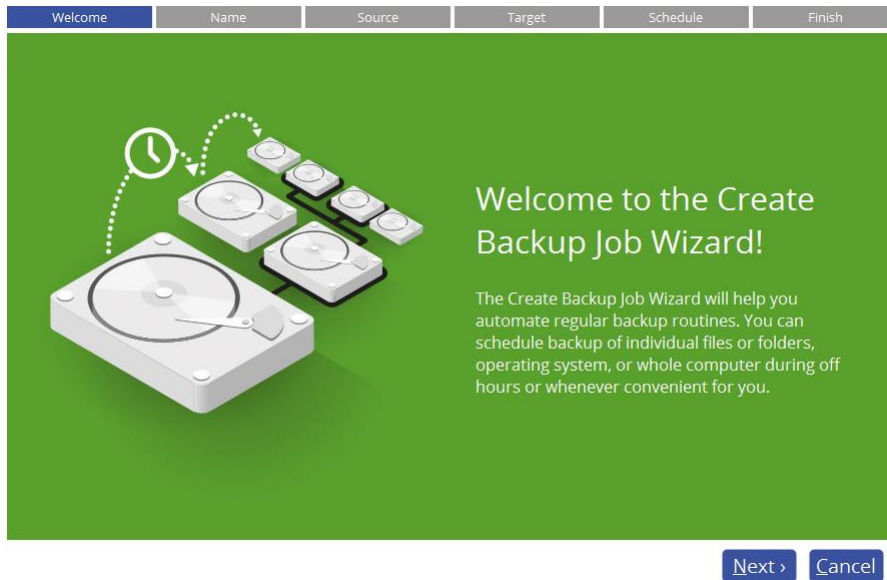 Welcome Name Source Target Schedule Finish
Welcome to the Create
Backup Job Wizard!
The Create Backup Job Wizard will help you
automate regular backup routines. You can
schedule backup of individual files or folders,
operating system, or whole computer during off
hours or whenever convenient for you.
Next › Cancel